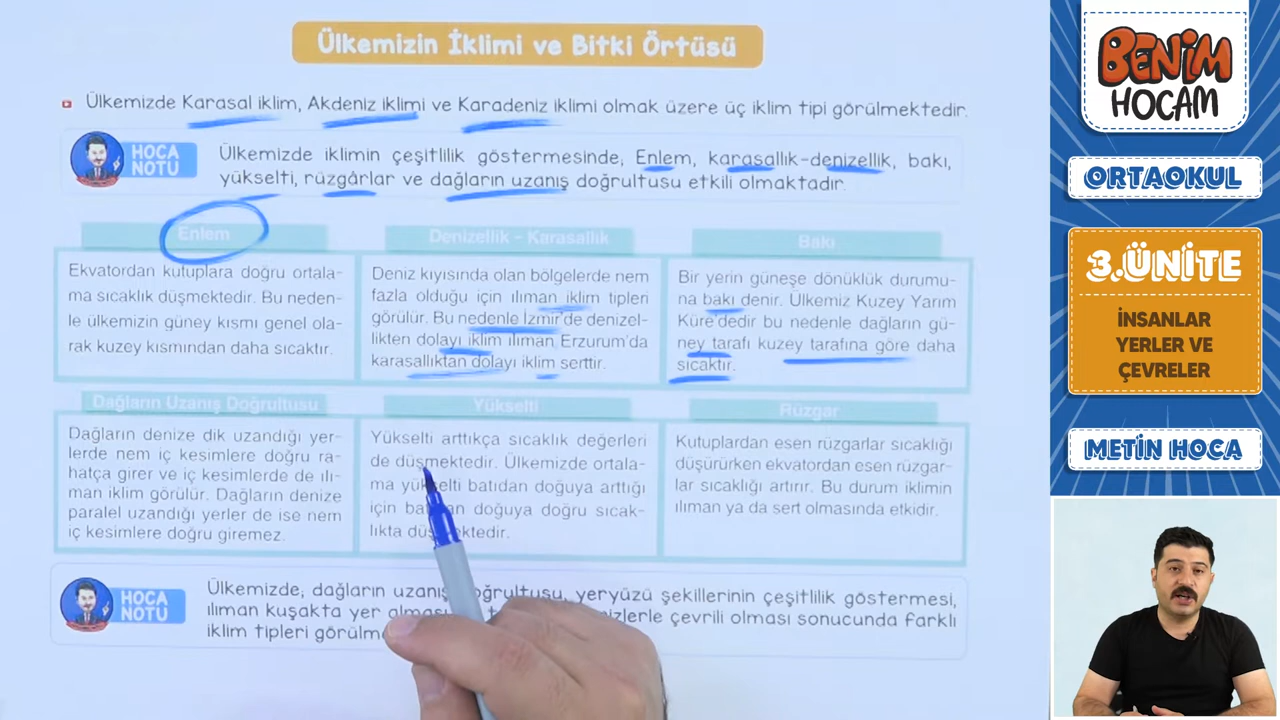 Ülkemizin İklimi ve Bitki Örtüsü
Ülkemizde Karasal iklim, Akdeniz iklimi ve Karadeniz iklimi olmak üzere üç iklim tipi görülmektedir.
HOCA NOTU
Ülkemizde iklimin çeşitlilik göstermesinde, Enlem, karasallık-denizellik, bakı,
yükselti, rüzgârlar ve dağların uzanış doğrultusu etkili olmaktadır.
Enlem
Ekvatordan kutuplara doğru ortala-
ma sıcaklık düşmektedir. Bu neden-
le ülkemizin güney kısmı genel ola-
rak kuzey kısmından daha sıcaktır.
Denizellik – Karasallık
Deniz kıyısında olan bölgelerde nem
fazla olduğu için ılıman iklim tipleri
görülür. Bu nedenle İzmir'de denizel-
likten dolayı iklim ılıman, Erzurum'da
karasallıktan dolayı iklim serttir.
Bakı
Bir yerin güneşe dönüklük durumu-
na bakı denir. Ülkemiz Kuzey Yarım
Küre'dedir bu nedenle dağların gü-
ney tarafı kuzey tarafına göre daha
sıcaktır.
Dağların Uzanış Doğrultusu
Dağların denize dik uzandığı yer-
lerde nem iç kesimlere doğru ra-
hatça girer ve iç kesimlerde de ılı-
man iklim görülür. Dağların denize
paralel uzandığı yerler de ise nem
iç kesimlere doğru giremez.
Yükselti
Yükselti arttıkça sıcaklık değerleri
de Ülkemizde ortala-
ma yükselti batıdan doğuya arttığı
için doğuya doğru sıcak-
lıkta
Rüzgar
Kutuplardan esen rüzgarlar sıcaklığı
düşürürken ekvatordan esen rüzgar-
lar sıcaklığı artırır. Bu durum iklimin
ılıman ya da sert olmasında etkidir.
HOCA NOTU
Ülkemizde, dağların uzanış doğrultusu, yeryüzü şekillerinin çeşitlilik göstermesi,
ılıman kuşakta yer çevrili olması sonucunda farklı
iklim tipleri
BENİM
HOCAM
ORTAOKUL
3.ÜNİTE
İNSANLAR
YERLER VE
ÇEVRELER
METİN HOCA